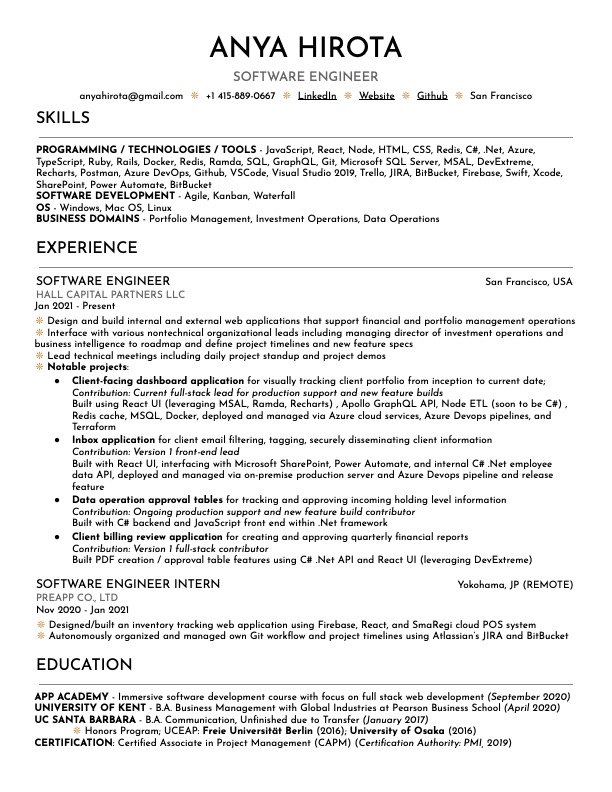 ANYA HIROTA
SOFTWARE ENGINEER
anyahirota@gmail.com ❊ +1 415-889-0667 ❊ LinkedIn ❊ Website ❊ Github ❊ San Francisco
SKILLS
PROGRAMMING / TECHNOLOGIES / TOOLS - JavaScript, React, Node, HTML, CSS, Redis, C#, .Net, Azure,
TypeScript, Ruby, Rails, Docker, Redis, Ramda, SQL, GraphQL, Git, Microsoft SQL Server, MSAL, DevExtreme,
Recharts, Postman, Azure DevOps, Github, VSCode, Visual Studio 2019, Trello, JIRA, BitBucket, Firebase, Swift, Xcode,
SharePoint, Power Automate, BitBucket
SOFTWARE DEVELOPMENT - Agile, Kanban, Waterfall
OS - Windows, Mac OS, Linux
BUSINESS DOMAINS - Portfolio Management, Investment Operations, Data Operations
EXPERIENCE
SOFTWARE ENGINEER San Francisco, USA
HALL CAPITAL PARTNERS LLC
Jan 2021 - Present
❊ Design and build internal and external web applications that support financial and portfolio management operations
❊ Interface with various nontechnical organizational leads including managing director of investment operations and
business intelligence to roadmap and define project timelines and new feature specs
❊ Lead technical meetings including daily project standup and project demos
❊ Notable projects:
● Client-facing dashboard application for visually tracking client portfolio from inception to current date;
Contribution: Current full-stack lead for production support and new feature builds
Built using React UI (leveraging MSAL, Ramda, Recharts) , Apollo GraphQL API, Node ETL (soon to be C#) ,
Redis cache, MSQL, Docker, deployed and managed via Azure cloud services, Azure Devops pipelines, and
Terraform
● Inbox application for client email filtering, tagging, securely disseminating client information
Contribution: Version 1 front-end lead
Built with React UI, interfacing with Microsoft SharePoint, Power Automate, and internal C# .Net employee
data API, deployed and managed via on-premise production server and Azure Devops pipeline and release
feature
● Data operation approval tables for tracking and approving incoming holding level information
Contribution: Ongoing production support and new feature build contributor
Built with C# backend and JavaScript front end within .Net framework
● Client billing review application for creating and approving quarterly financial reports
Contribution: Version 1 full-stack contributor
Built PDF creation / approval table features using C# .Net API and React UI (leveraging DevExtreme)
SOFTWARE ENGINEER INTERN Yokohama, JP (REMOTE)
PREAPP CO., LTD
Nov 2020 - Jan 2021
❊ Designed/built an inventory tracking web application using Firebase, React, and SmaRegi cloud POS system
❊ Autonomously organized and managed own Git workflow and project timelines using Atlassian's JIRA and BitBucket
EDUCATION
APP ACADEMY - Immersive software development course with focus on full stack web development (September 2020)
UNIVERSITY OF KENT - B.A. Business Management with Global Industries at Pearson Business School (April 2020)
UC SANTA BARBARA - B.A. Communication, Unfinished due to Transfer (January 2017)
❊ Honors Program; UCEAP: Freie Universität Berlin (2016); University of Osaka (2016)
CERTIFICATION: Certified Associate in Project Management (CAPM) (Certification Authority: PMI, 2019)